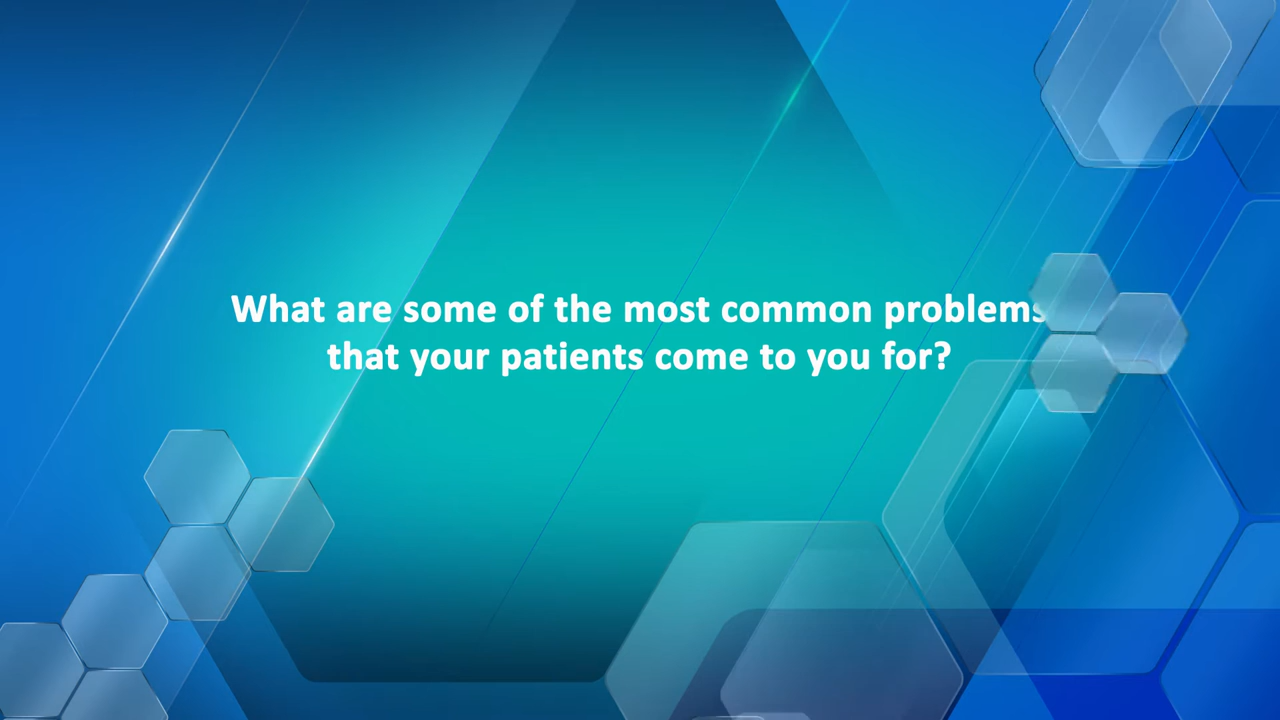 What are some of the most common problems
that your patients come to you for?